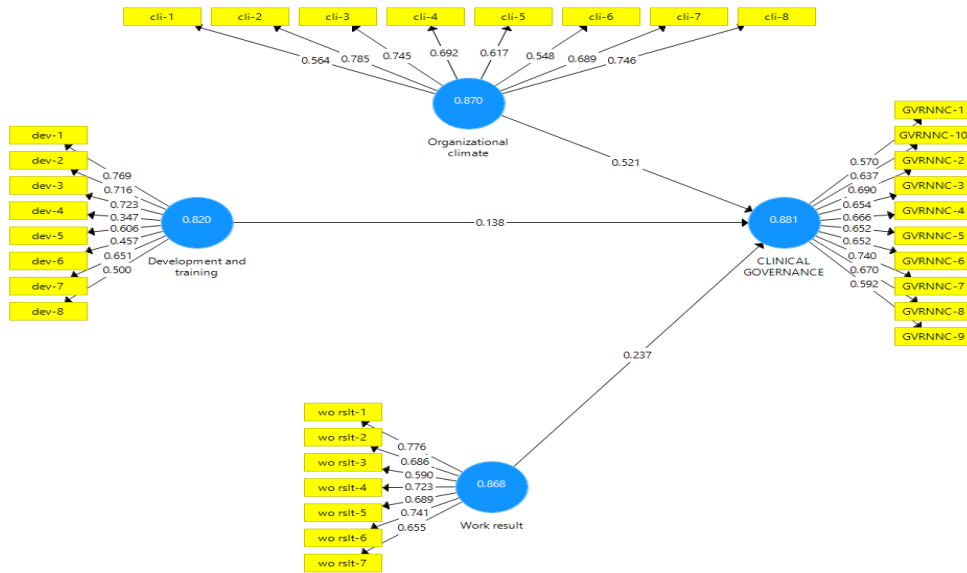 cli-1 cli-2 cli-3 cli-4 cli-5 cli-6 cli-7 cli-8
0.564 0.785 0.745 0.692 0.617 0.548 0.689 0.746
0.870
Organizational
climate
dev-1
dev-2
dev-3
dev-4
dev-5
dev-6
dev-7
dev-8
0.769
0.716
0.723
0.347
0.606
0.457
0.651
0.500
0.820
Development and
training
0.521
0.138
0.237
0.881
CLINICAL
GOVERNANCE
0.570
0.637
0.690
0.654
0.666
0.652
0.652
0.740
0.670
0.592
GVRNNC-1
GVRNNC-10
GVRNNC-2
GVRNNC-3
GVRNNC-4
GVRNNC-5
GVRNNC-6
GVRNNC-7
GVRNNC-8
GVRNNC-9
wo rslt-1
wo rslt-2
wo rslt-3
wo rslt-4
wo rslt-5
wo rslt-6
wo rslt-7
0.776
0.686
0.590
0.723
0.689
0.741
0.655
0.868
Work result